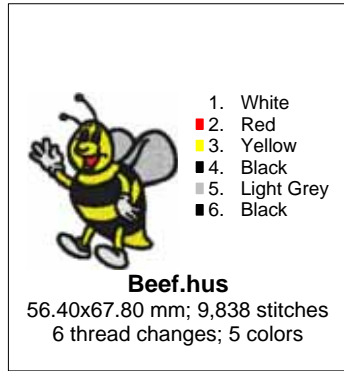 1. White
2. Red
3. Yellow
4. Black
5. Light Grey
6. Black
Beef.hus
56.40x67.80 mm; 9,838 stitches
6 thread changes; 5 colors